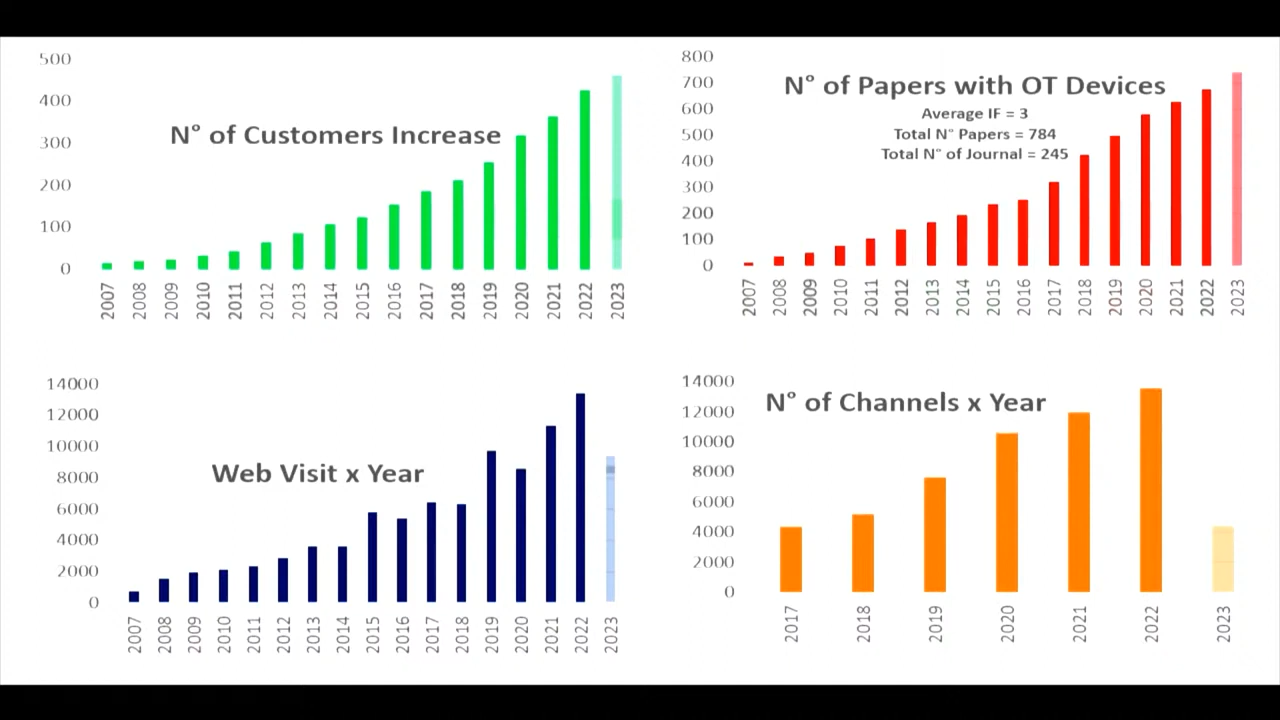 500
400
300
200
100
0
N° of Customers Increase
2007 2008 2009 2010 2011 2012 2013 2014 2015 2016 2017 2018 2019 2020 2021 2022 2023
800
700
600
500
400
300
200
100
0
N° of Papers with OT Devices
Average IF = 3
Total N° Papers = 784
Total N° of Journal = 245
2007 2008 2009 2010 2011 2012 2013 2014 2015 2016 2017 2018 2019 2020 2021 2022 2023
14000
12000
10000
8000
6000
4000
2000
0
Web Visit x Year
2007 2008 2009 2010 2011 2012 2013 2014 2015 2016 2017 2018 2019 2020 2021 2022 2023
14000
12000
10000
8000
6000
4000
2000
0
N° of Channels x Year
2017 2018 2019 2020 2021 2022 2023